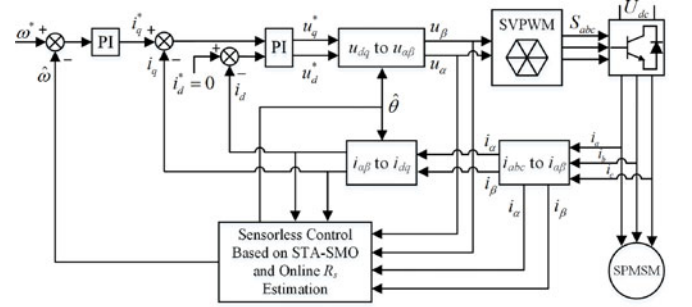 ω* + − PI i_q* + − PI u_q* u_dq to u_αβ u_β SVPWM S_abc U_dc
ω̂ i_q + − i_d* = 0 i_d u_d* u_α
θ̂
i_αβ to i_dq i_α i_β i_abc to i_αβ i_a i_b i_c
i_α i_β
Sensorless Control
Based on STA-SMO
and Online R_s
Estimation
SPMSM